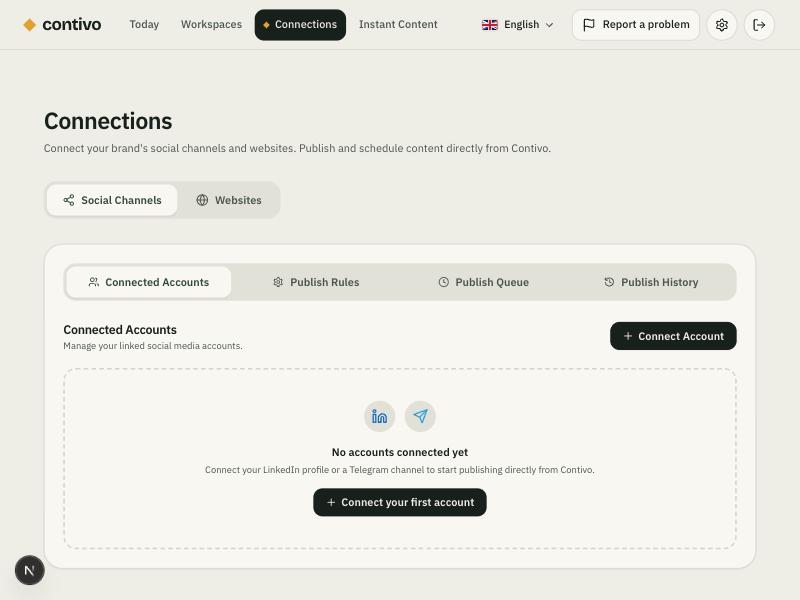 contivo
Today
Workspaces
Connections
Instant Content
English
Report a problem
Connections
Connect your brand's social channels and websites. Publish and schedule content directly from Contivo.
Social Channels
Websites
Connected Accounts
Publish Rules
Publish Queue
Publish History
Connected Accounts
Manage your linked social media accounts.
+ Connect Account
in
No accounts connected yet
Connect your LinkedIn profile or a Telegram channel to start publishing directly from Contivo.
+ Connect your first account
N